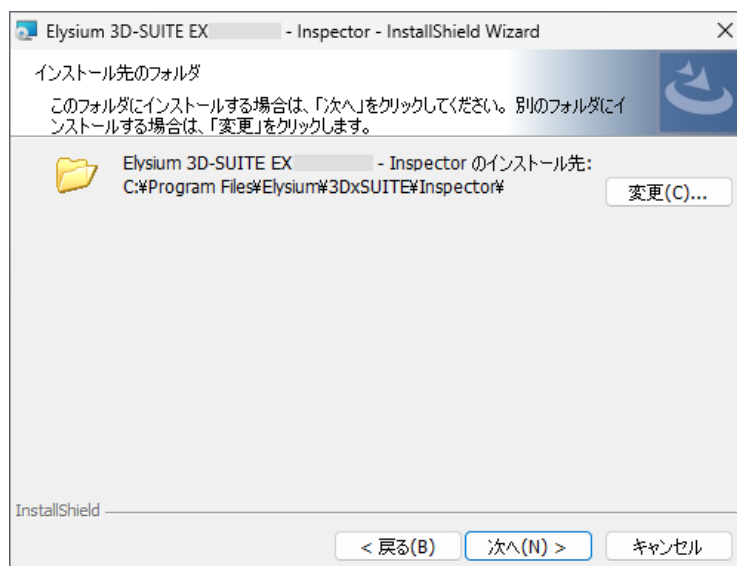 Elysium 3D-SUITE EX - Inspector - InstallShield Wizard
インストール先のフォルダ
このフォルダにインストールする場合は、「次へ」をクリックしてください。別のフォルダにイ
ンストールする場合は、「変更」をクリックします。
Elysium 3D-SUITE EX - Inspector のインストール先:
C:¥Program Files¥Elysium¥3DxSUITE¥Inspector¥
変更(C)...
InstallShield
< 戻る(B)
次へ(N) >
キャンセル